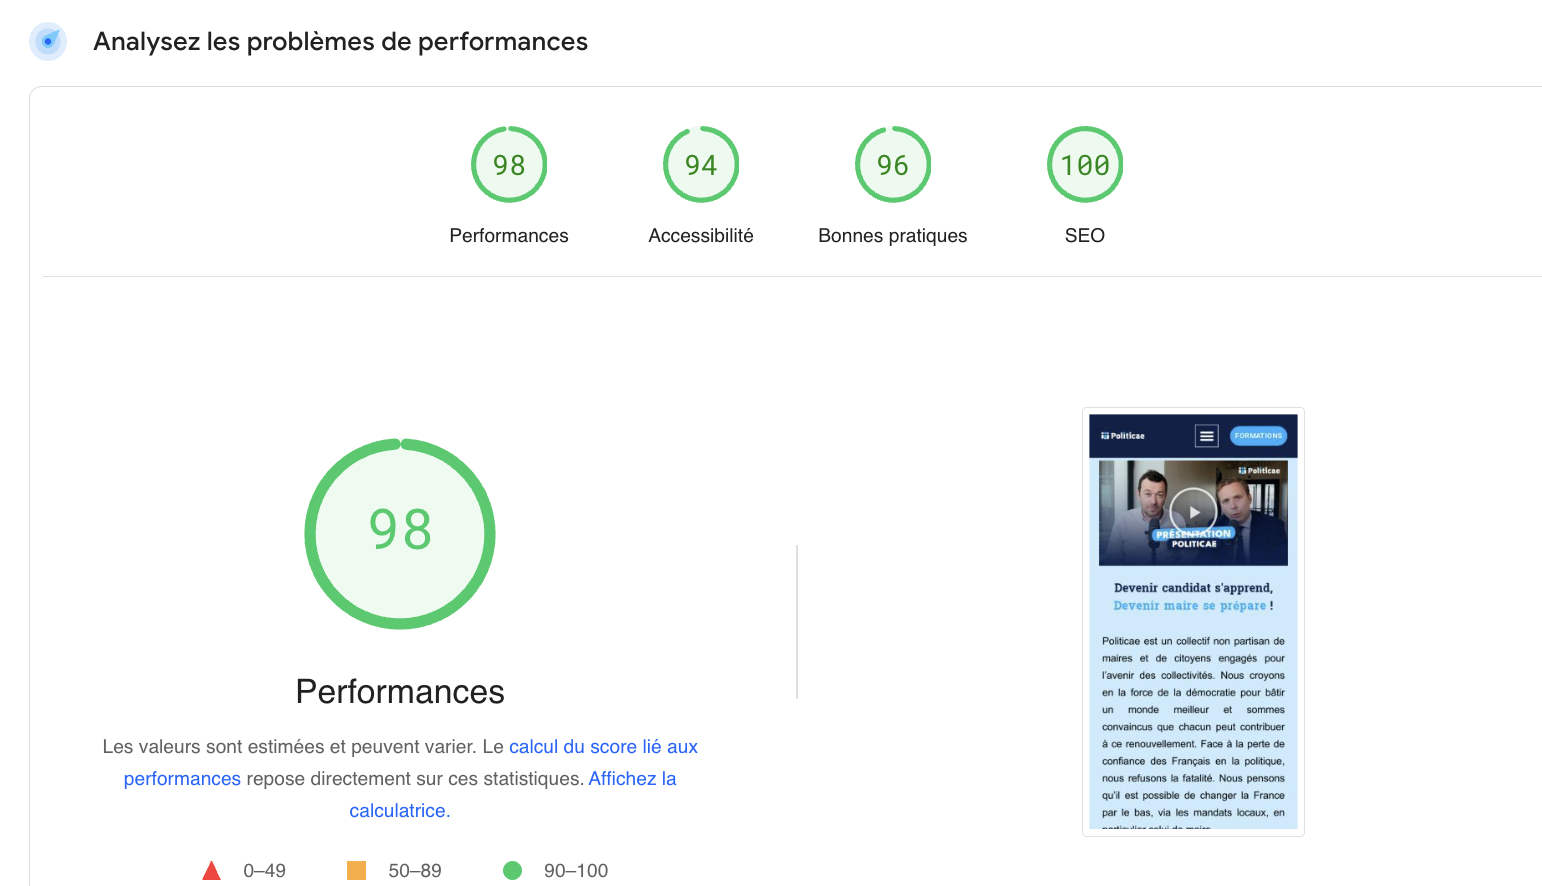 Analysez les problèmes de performances
98
94
96
100
Performances
Accessibilité
Bonnes pratiques
SEO
98
Performances
Les valeurs sont estimées et peuvent varier. Le calcul du score lié aux
performances repose directement sur ces statistiques. Affichez la
calculatrice.
0–49
50–89
90–100
Politicae
FORMATIONS
Politicae
PRÉSENTATION
POLITICAE
Devenir candidat s'apprend,
Devenir maire se prépare !
Politicae est un collectif non partisan de
maires et de citoyens engagés pour
l'avenir des collectivités. Nous croyons
en la force de la démocratie pour bâtir
un monde meilleur et sommes
convaincus que chacun peut contribuer
à ce renouvellement. Face à la perte de
confiance des Français en la politique,
nous refusons la fatalité. Nous pensons
qu'il est possible de changer la France
par le bas, via les mandats locaux, en
particulier celui de maire.